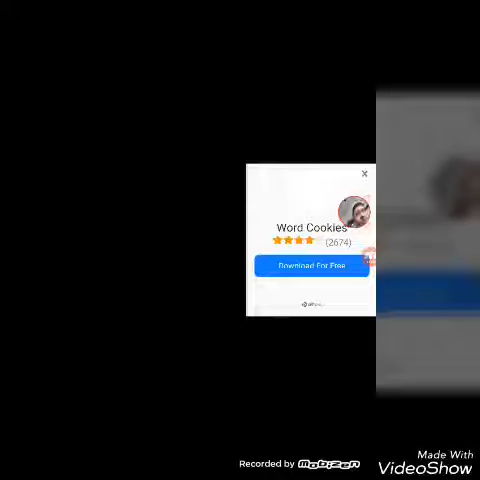 x
Word Cookies
(2674)
Download For Free
Made With
Recorded by Mobizen
VideoShow